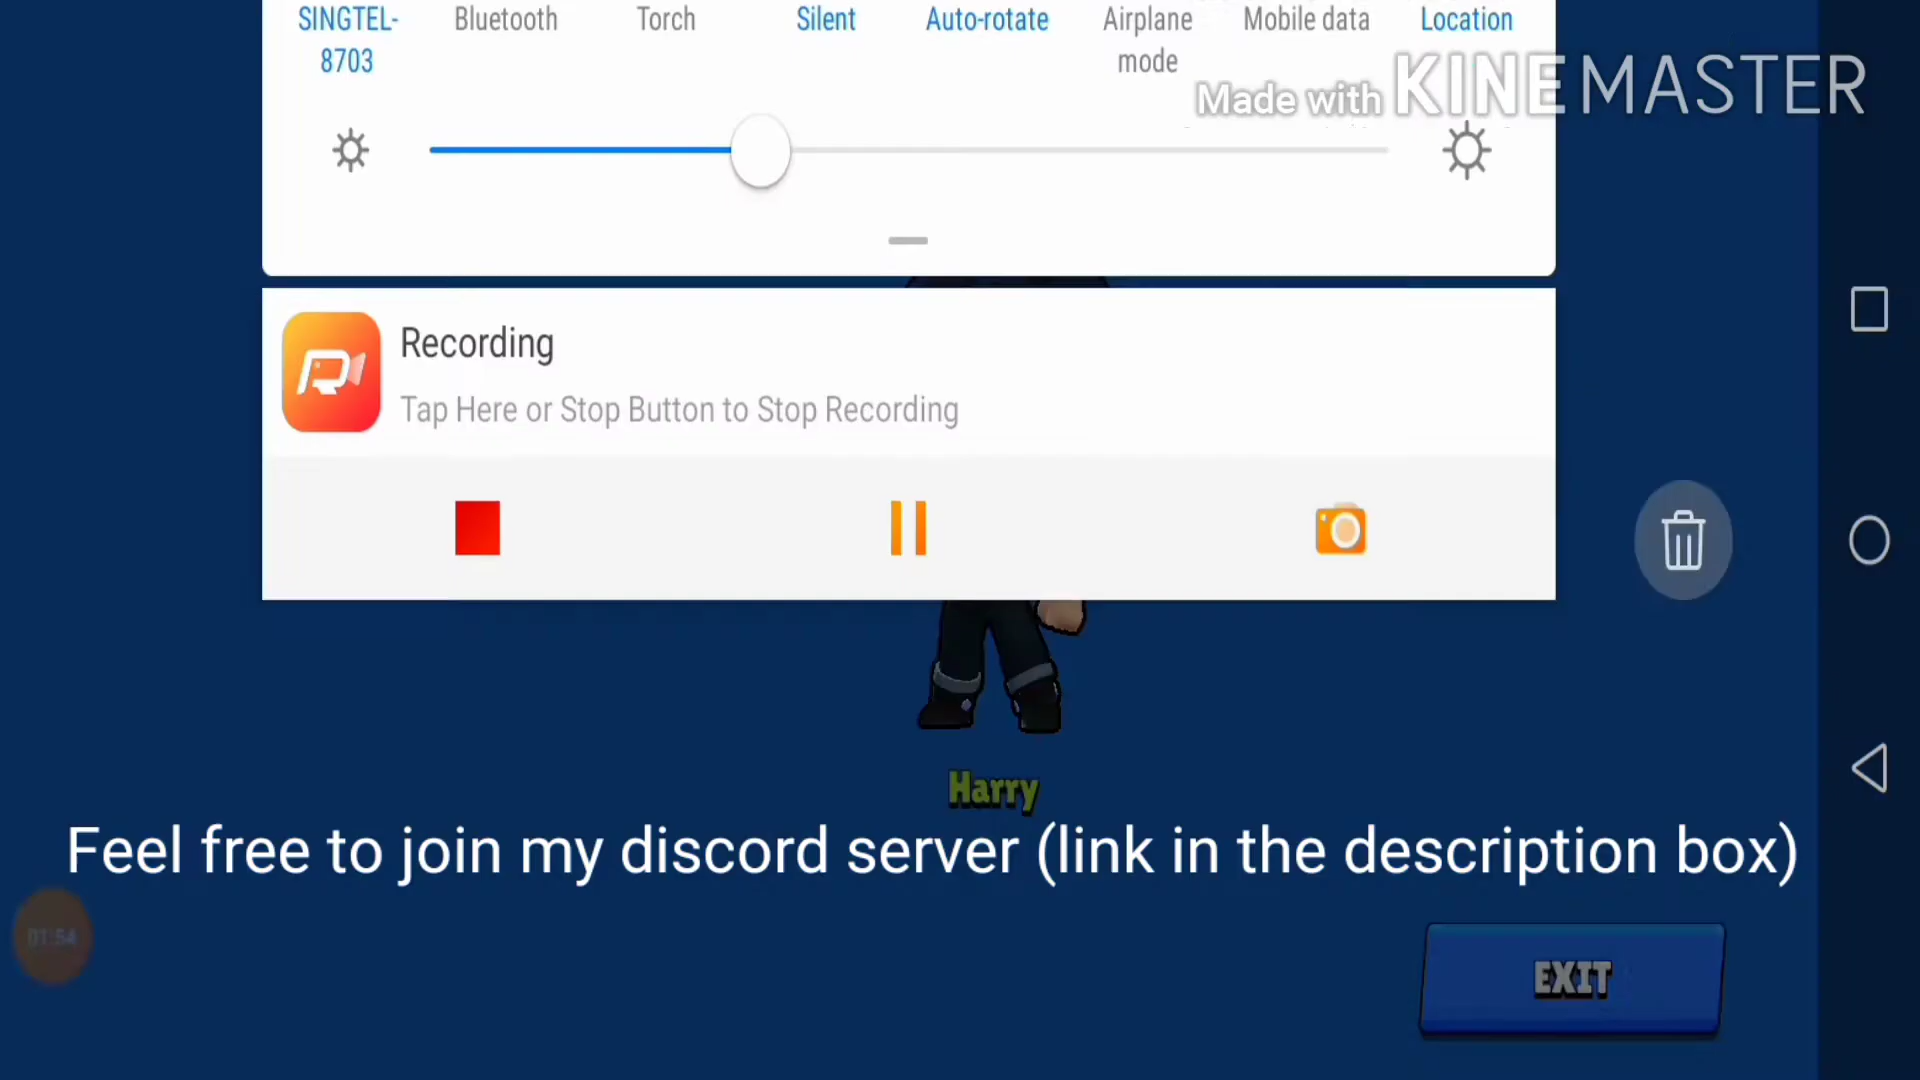 SINGTEL-
8703
Bluetooth
Torch
Silent
Auto-rotate
Airplane
mode
Mobile data
Location
Made with KINEMASTER
Recording
Tap Here or Stop Button to Stop Recording
Harry
Feel free to join my discord server (link in the description box)
01:54
EXIT